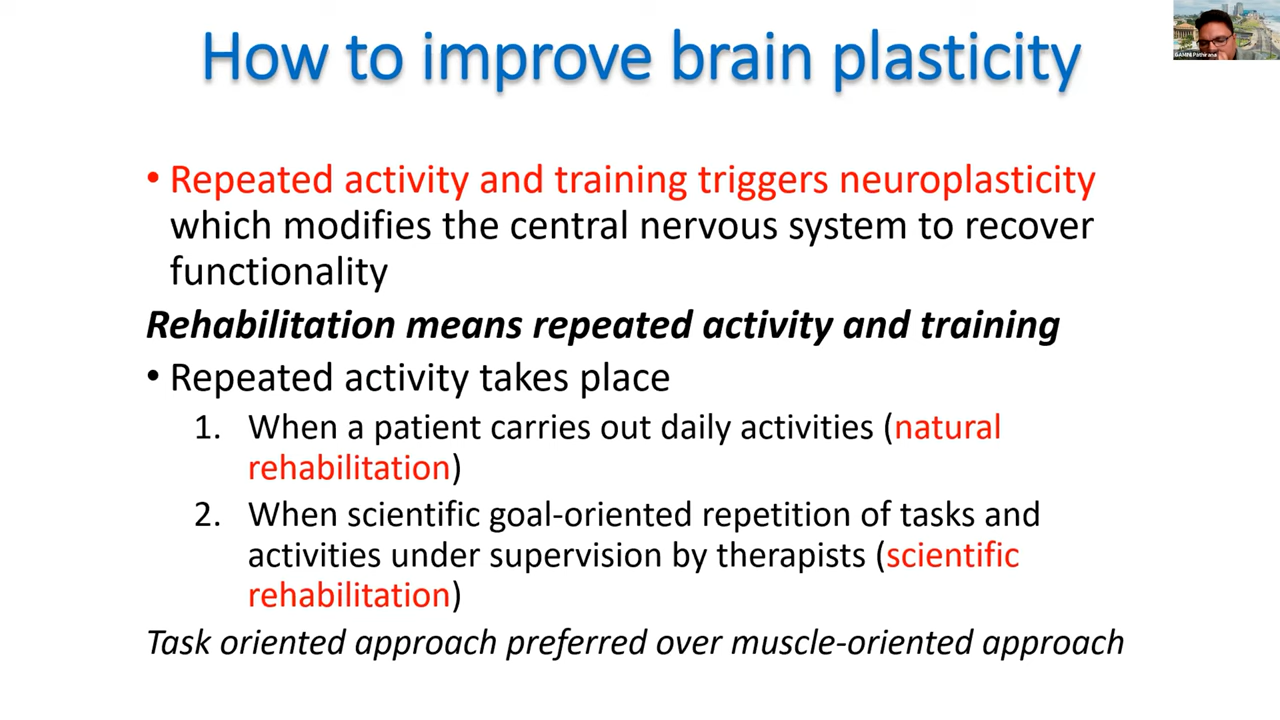 How to improve brain plasticity
GAMINI Pathirana
• Repeated activity and training triggers neuroplasticity
which modifies the central nervous system to recover
functionality
Rehabilitation means repeated activity and training
• Repeated activity takes place
1. When a patient carries out daily activities (natural
rehabilitation)
2. When scientific goal-oriented repetition of tasks and
activities under supervision by therapists (scientific
rehabilitation)
Task oriented approach preferred over muscle-oriented approach